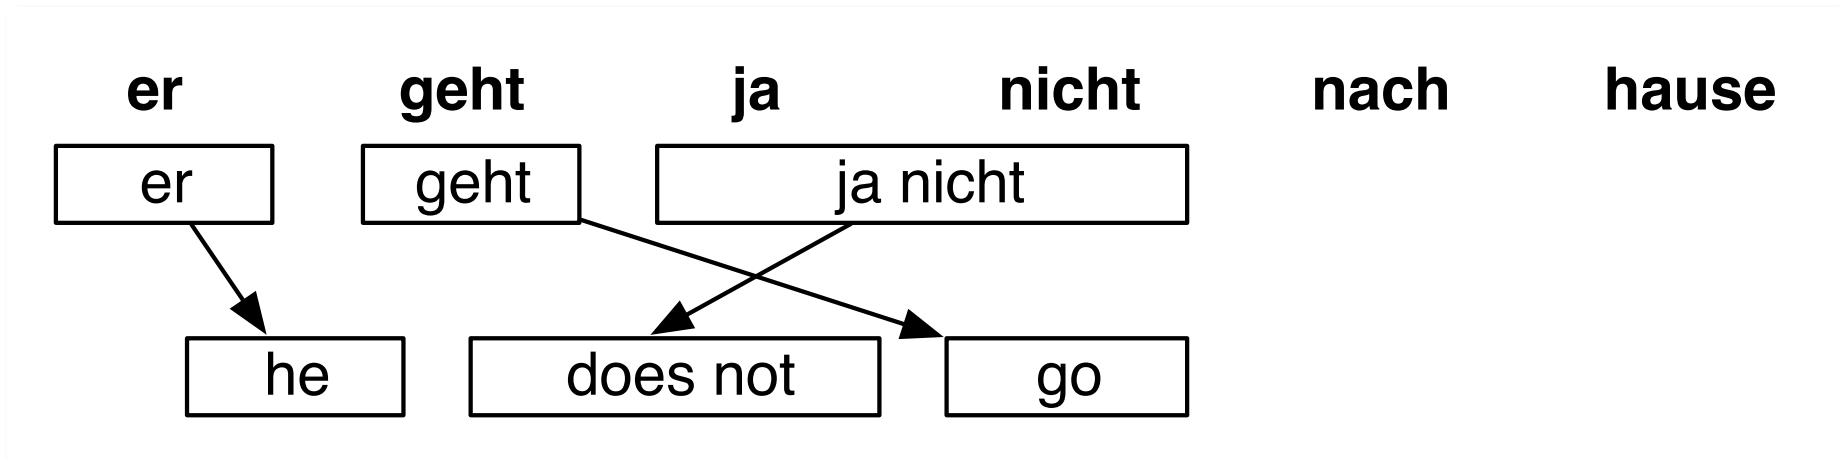 er geht ja nicht nach hause
er geht ja nicht
he does not go